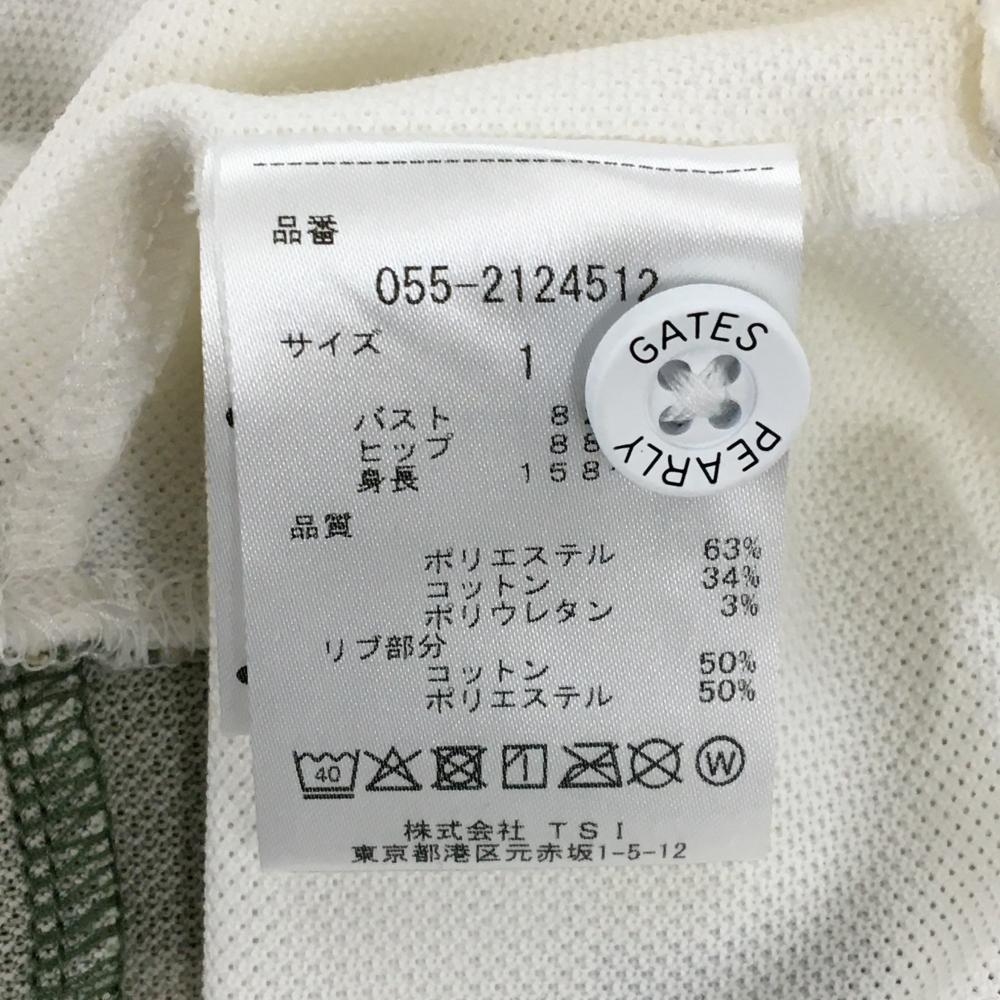 品番
055-2124512
サイズ
1
バスト 8
ヒップ 88
身長 158
品質
ポリエステル 63%
コットン 34%
ポリウレタン 3%
リブ部分
コットン 50%
ポリエステル 50%
40
W
株式会社 TSI
東京都港区元赤坂1-5-12
GATES
PEARLY